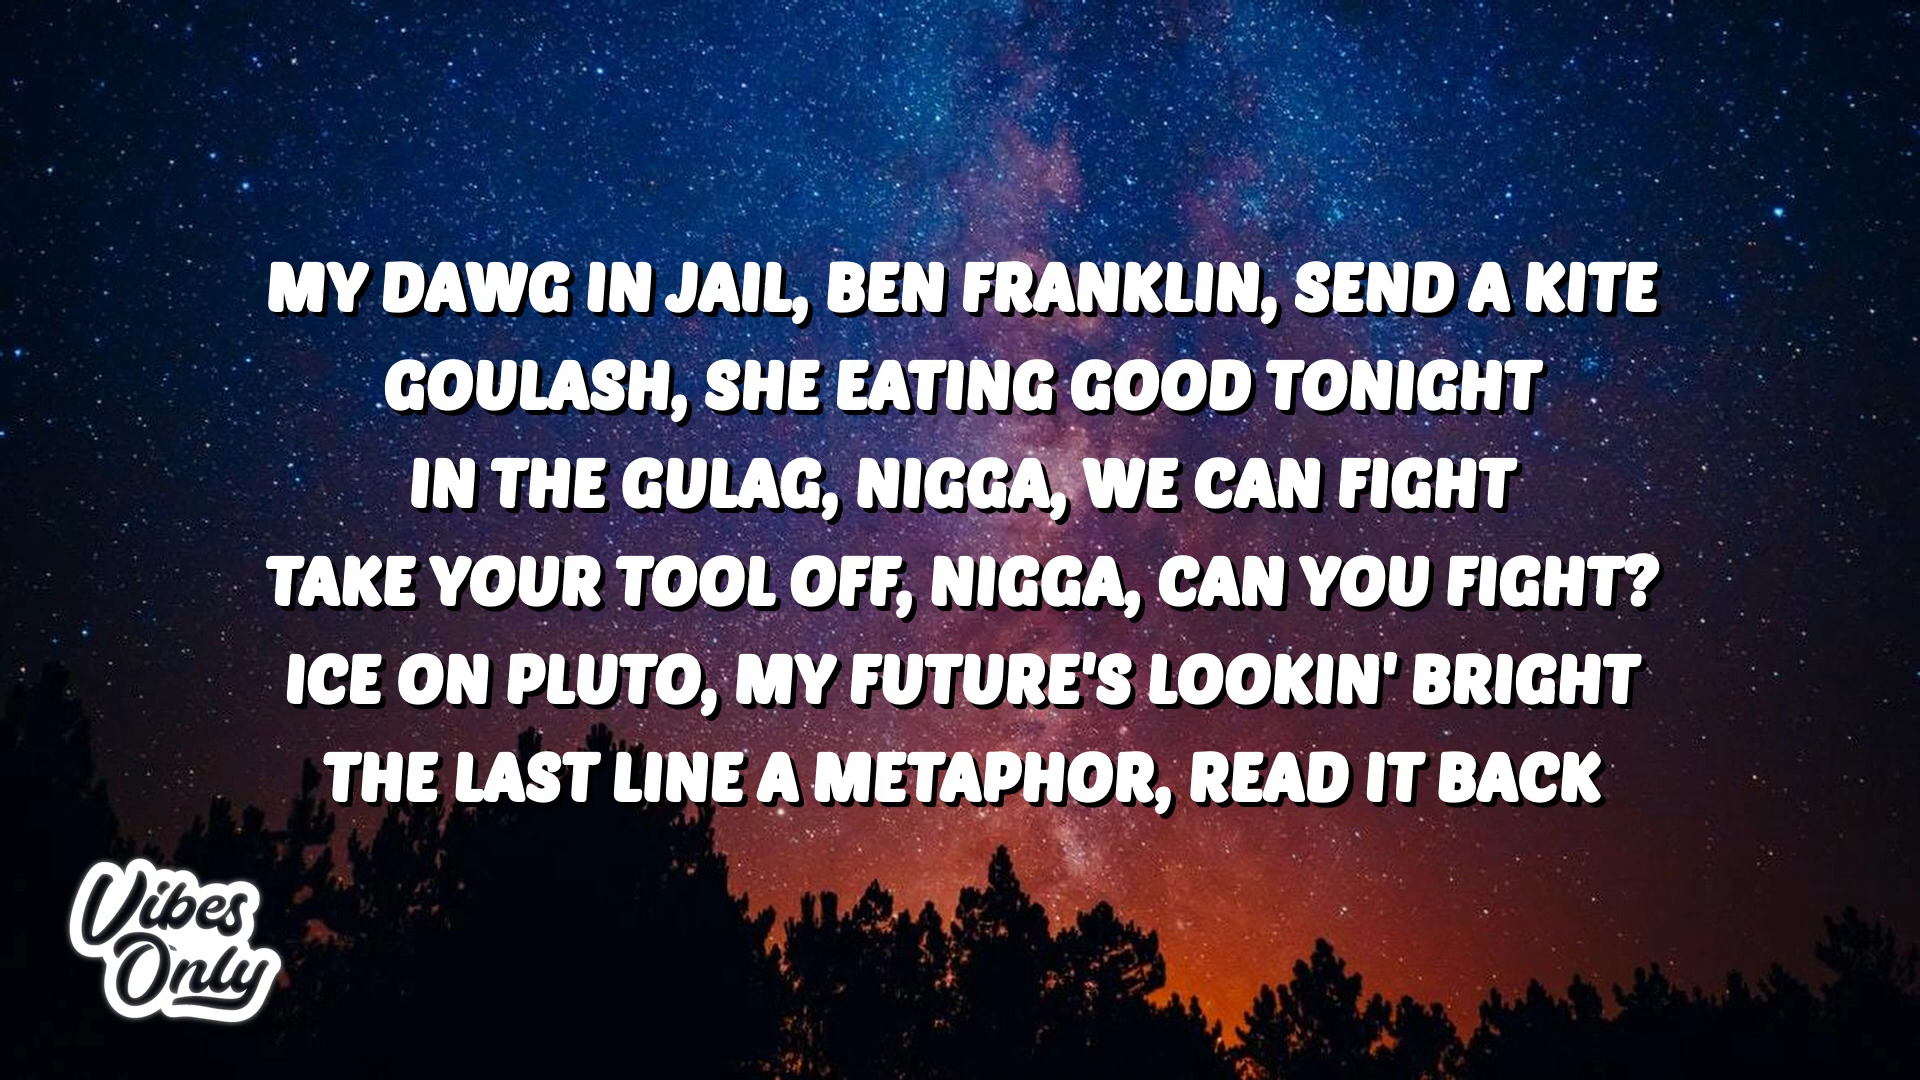 MY DAWG IN JAIL, BEN FRANKLIN, SEND A KITE
GOULASH, SHE EATING GOOD TONIGHT
IN THE GULAG, NIGGA, WE CAN FIGHT
TAKE YOUR TOOL OFF, NIGGA, CAN YOU FIGHT?
ICE ON PLUTO, MY FUTURE'S LOOKIN' BRIGHT
THE LAST LINE A METAPHOR, READ IT BACK
Vibes
Only